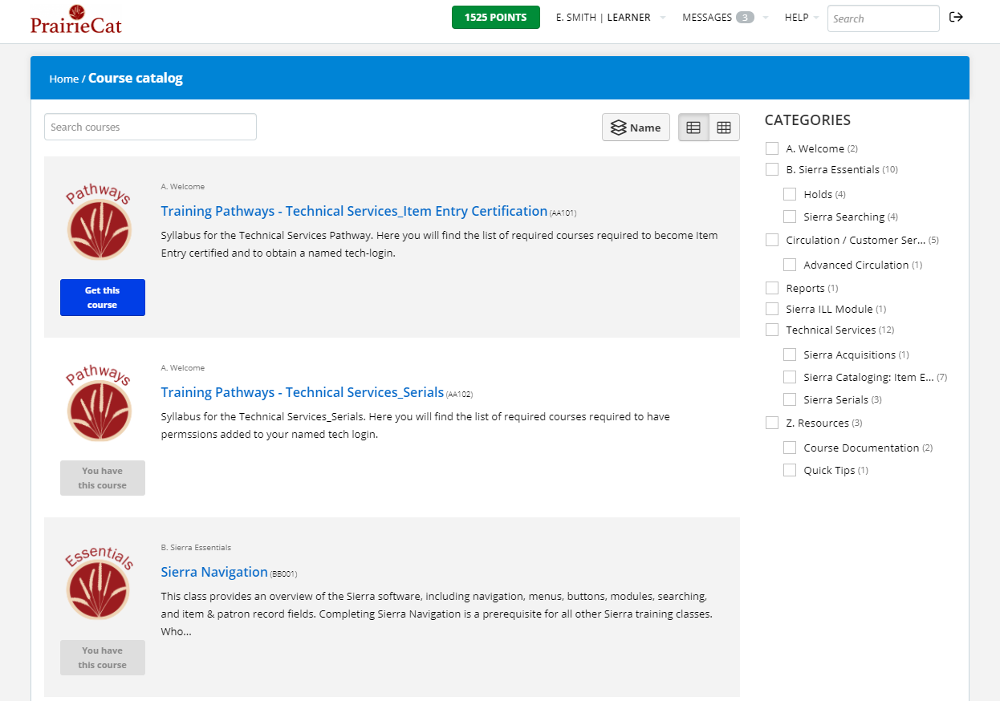 PrairieCat
1525 POINTS
E. SMITH | LEARNER
MESSAGES 3
HELP
Search
Home / Course catalog
Search courses
Name
Pathways
A. Welcome
Training Pathways - Technical Services_Item Entry Certification (AA101)
Syllabus for the Technical Services Pathway. Here you will find the list of required courses required to become Item
Entry certified and to obtain a named tech-login.
Get this
course
Pathways
A. Welcome
Training Pathways - Technical Services_Serials (AA102)
Syllabus for the Technical Services_Serials. Here you will find the list of required courses required to have
permssions added to your named tech login.
You have
this course
Essentials
B. Sierra Essentials
Sierra Navigation (BB001)
This class provides an overview of the Sierra software, including navigation, menus, buttons, modules, searching,
and item & patron record fields. Completing Sierra Navigation is a prerequisite for all other Sierra training classes.
Who...
You have
this course
CATEGORIES
A. Welcome (2)
B. Sierra Essentials (10)
Holds (4)
Sierra Searching (4)
Circulation / Customer Ser... (5)
Advanced Circulation (1)
Reports (1)
Sierra ILL Module (1)
Technical Services (12)
Sierra Acquisitions (1)
Sierra Cataloging: Item E... (7)
Sierra Serials (3)
Z. Resources (3)
Course Documentation (2)
Quick Tips (1)